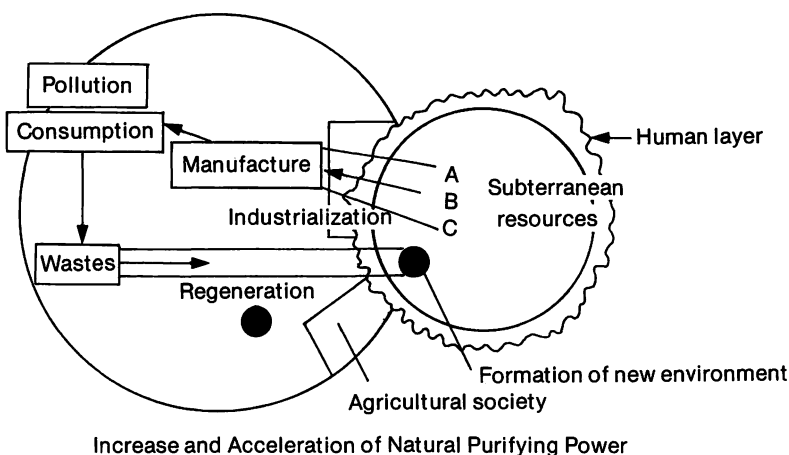 Pollution
Consumption
Manufacture
Human layer
A
B
C
Subterranean
resources
Industrialization
Wastes
Regeneration
Formation of new environment
Agricultural society
Increase and Acceleration of Natural Purifying Power